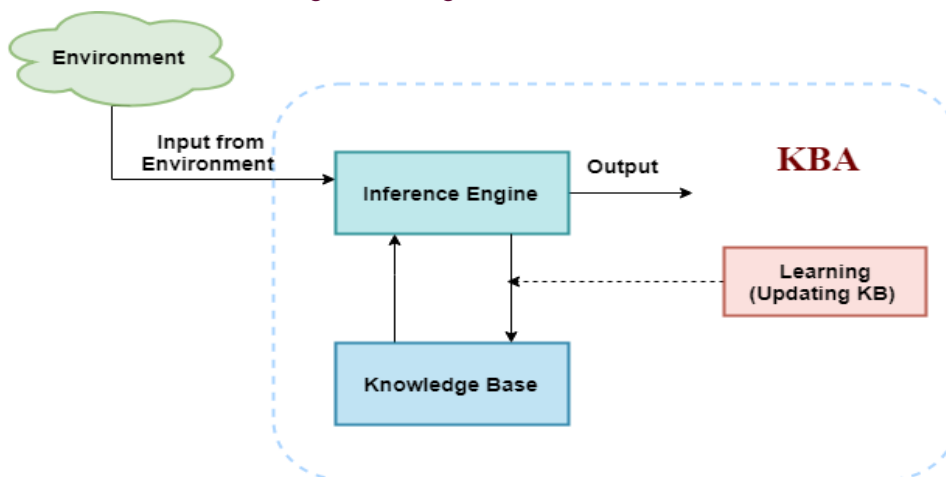 Environment
Input from
Environment
Inference Engine
Output
KBA
Learning
(Updating KB)
Knowledge Base